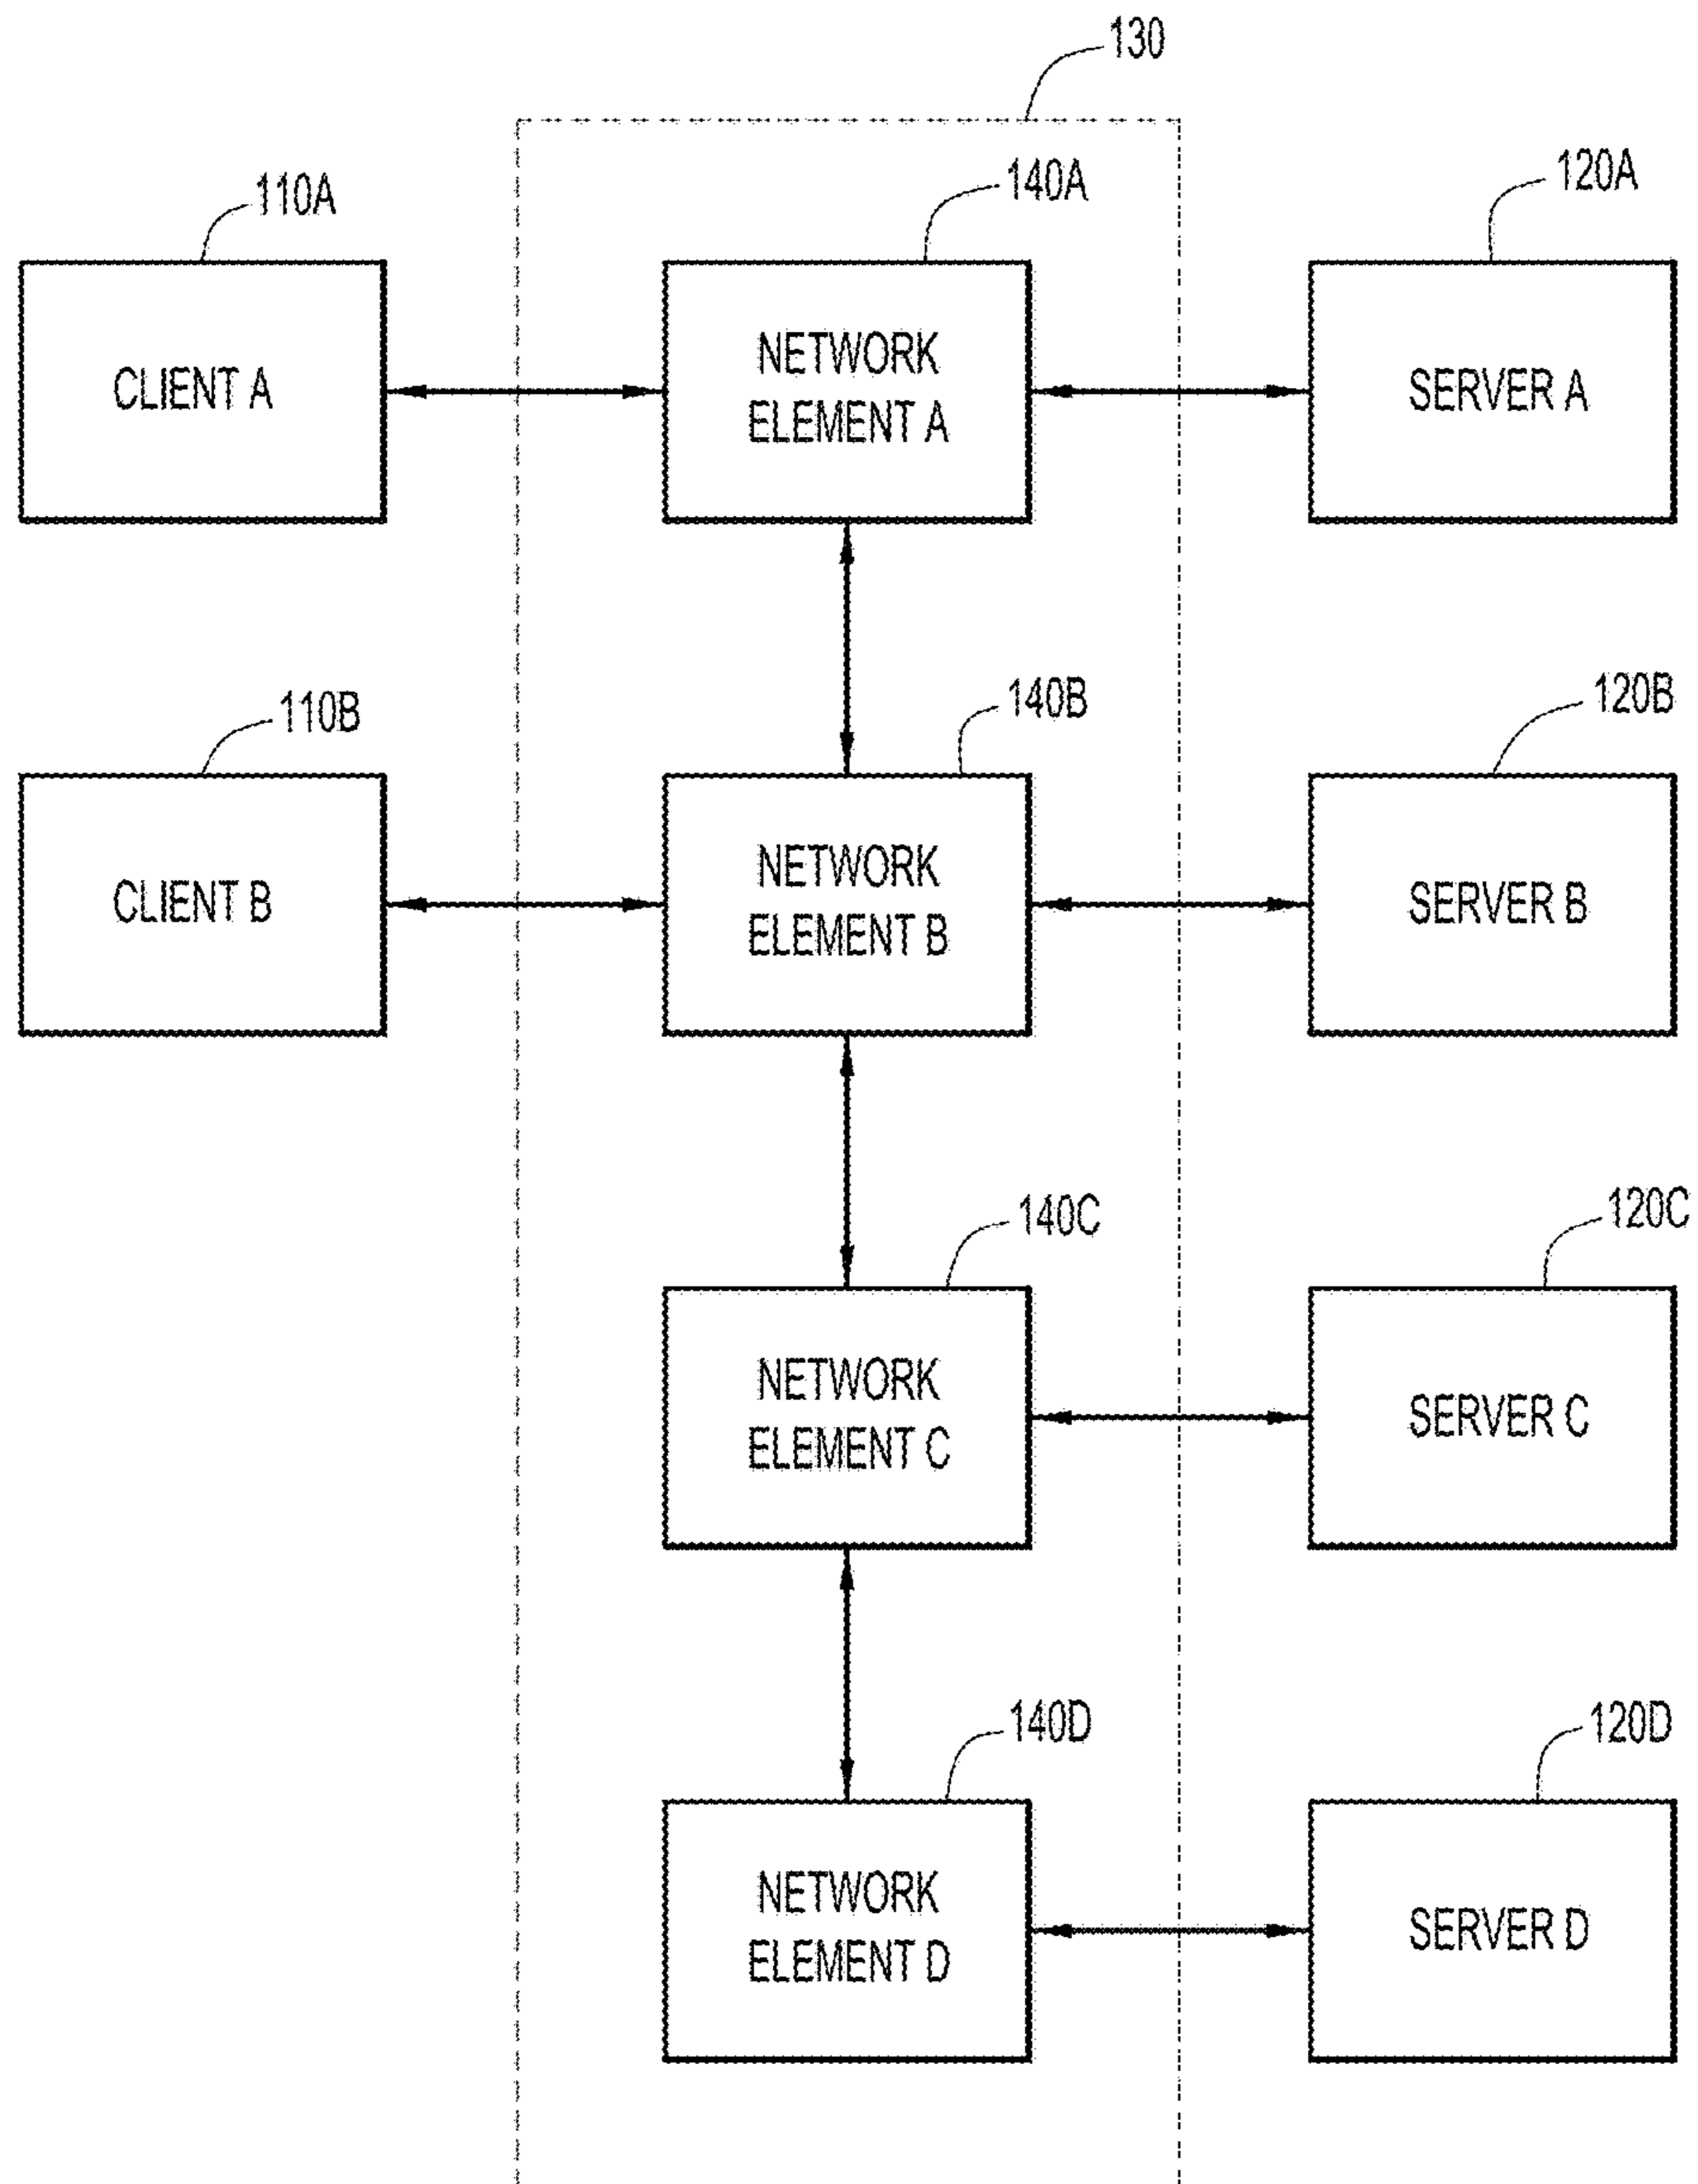 130
110A
140A
120A
CLIENT A
NETWORK
ELEMENT A
SERVER A
110B
140B
120B
CLIENT B
NETWORK
ELEMENT B
SERVER B
140C
120C
NETWORK
ELEMENT C
SERVER C
140D
120D
NETWORK
ELEMENT D
SERVER D